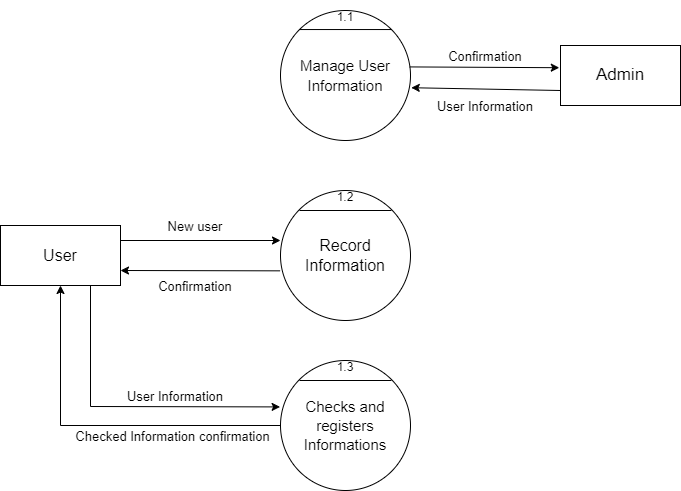 1.1
Manage User
Information
Confirmation
Admin
User Information
1.2
New user
User
Record
Information
Confirmation
1.3
User Information
Checks and
registers
Informations
Checked Information confirmation